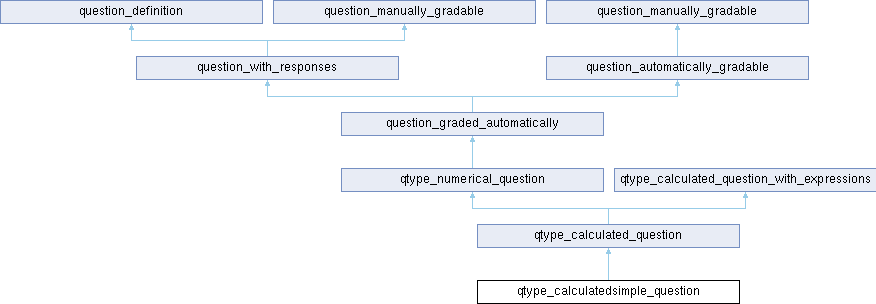 question_definition
question_manually_gradable
question_manually_gradable
question_with_responses
question_automatically_gradable
question_graded_automatically
qtype_numerical_question
qtype_calculated_question_with_expressions
qtype_calculated_question
qtype_calculatedsimple_question